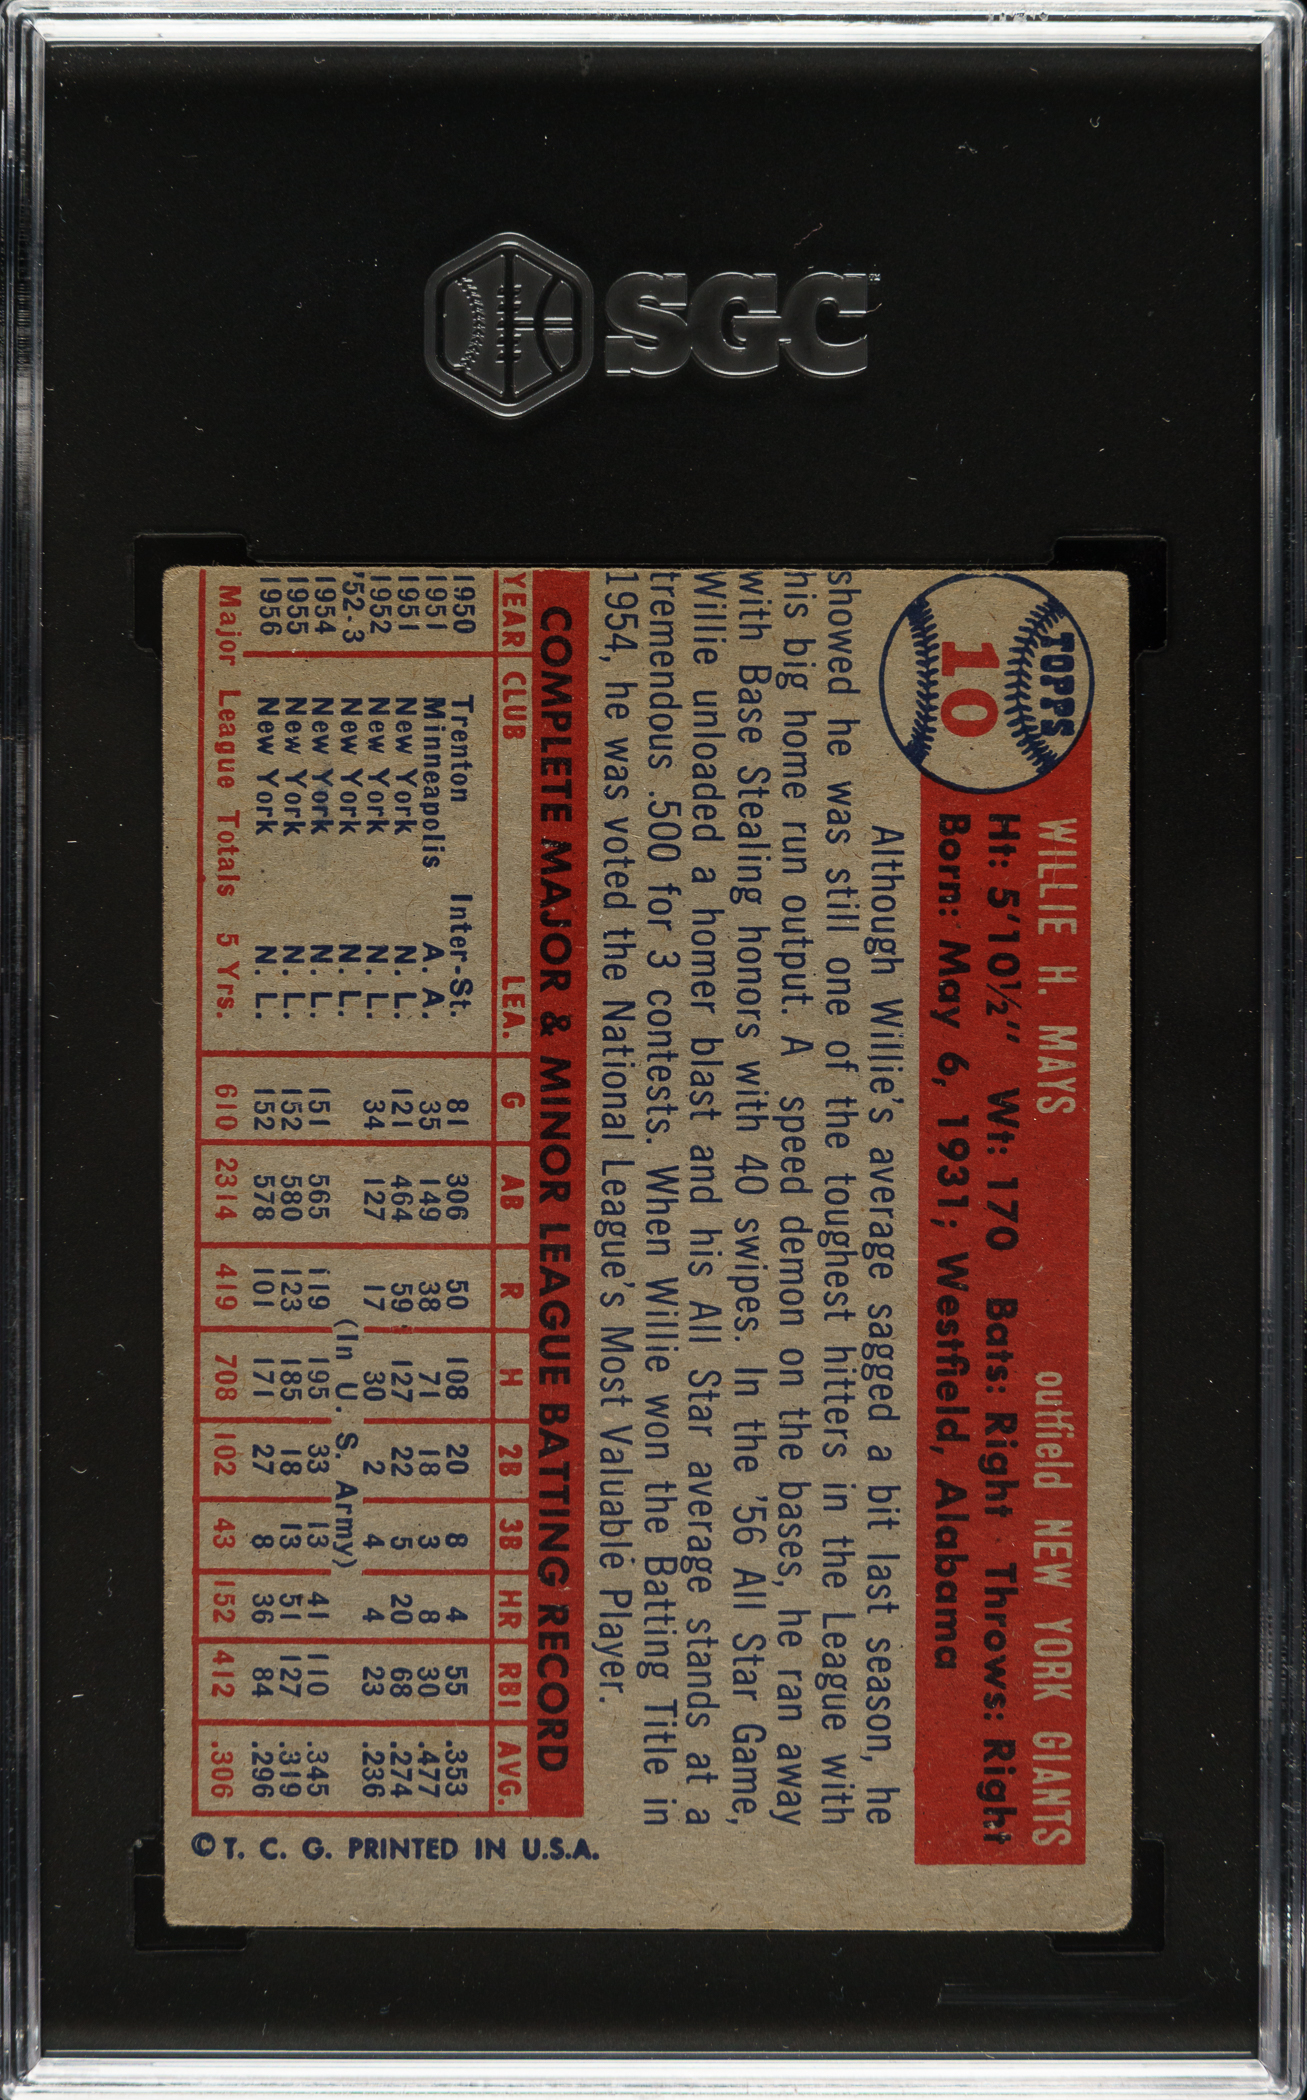 SGC
TOPPS
10
WILLIE H. MAYS outfield NEW YORK GIANTS
Ht: 5'10½" Wt: 170 Bats: Right Throws: Right
Born: May 6, 1931; Westfield, Alabama
Although Willie's average sagged a bit last season, he
showed he was still one of the toughest hitters in the League with
his big home run output. A speed demon on the bases, he ran away
with Base Stealing honors with 40 swipes. In the '56 All Star Game,
Willie unloaded a homer blast and his All Star average stands at a
tremendous .500 for 3 contests. When Willie won the Batting Title in
1954, he was voted the National League's Most Valuable Player.
COMPLETE MAJOR & MINOR LEAGUE BATTING RECORD
YEAR CLUB LEA. G AB R H 2B 3B HR RBI AVG.
1950 Trenton Inter-St. 81 306 50 108 20 8 4 55 .353
1951 Minneapolis A. A. 35 149 38 71 18 3 8 30 .477
1951 New York N. L. 121 464 59 127 22 5 20 68 .274
1952 New York N. L. 34 127 17 30 2 4 4 23 .236
'52-3 New York N. L. (In U. S. Army)
1954 New York N. L. 151 565 119 195 33 13 41 110 .345
1955 New York N. L. 152 580 123 185 18 13 51 127 .319
1956 New York N. L. 152 578 101 171 27 8 36 84 .296
Major League Totals 5 Yrs. 610 2314 419 708 102 43 152 412 .306
© T. C. G. PRINTED IN U.S.A.